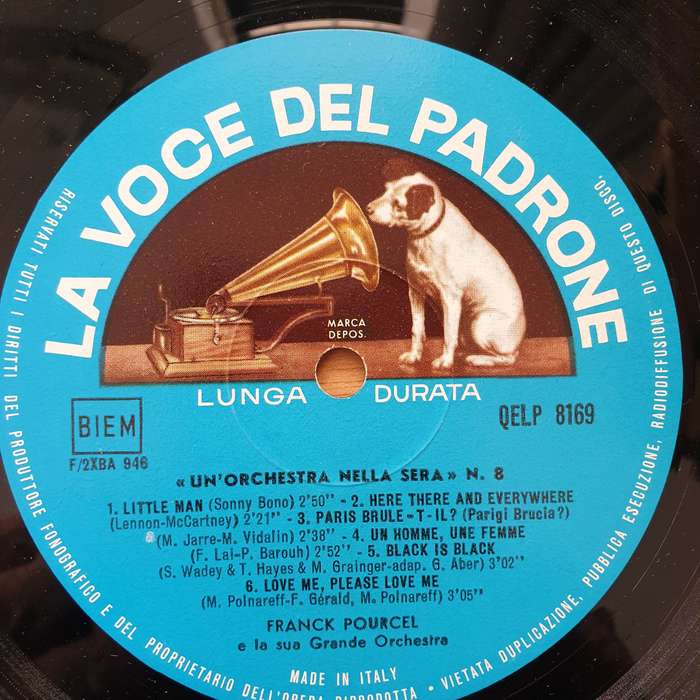 LA VOCE DEL PADRONE
MARCA
DEPOS.
LUNGA DURATA
BIEM
F/2XBA 946
QELP 8169
«UN'ORCHESTRA NELLA SERA» N. 8
1. LITTLE MAN (Sonny Bono) 2'50'' - 2. HERE THERE AND EVERYWHERE
(Lennon-McCartney) 2'21'' - 3. PARIS BRULE-T-IL? (Parigi Brucia?)
(M. Jarre-M. Vidalin) 2'38'' - 4. UN HOMME, UNE FEMME
(F. Lai-P. Barouh) 2'52'' - 5. BLACK IS BLACK
(S. Wadey & T. Hayes & M. Grainger-adap. G. Aber) 3'02''
6. LOVE ME, PLEASE LOVE ME
(M. Polnareff-F. Gérald, M. Polnareff) 3'05''
FRANCK POURCEL
e la sua Grande Orchestra
MADE IN ITALY
RISERVATI TUTTI I DIRITTI DEL PRODUTTORE FONOGRAFICO E DEL PROPRIETARIO DELL'OPERA RIPRODOTTA • VIETATA DUPLICAZIONE, PUBBLICA ESECUZIONE, RADIODIFFUSIONE DI QUESTO DISCO.